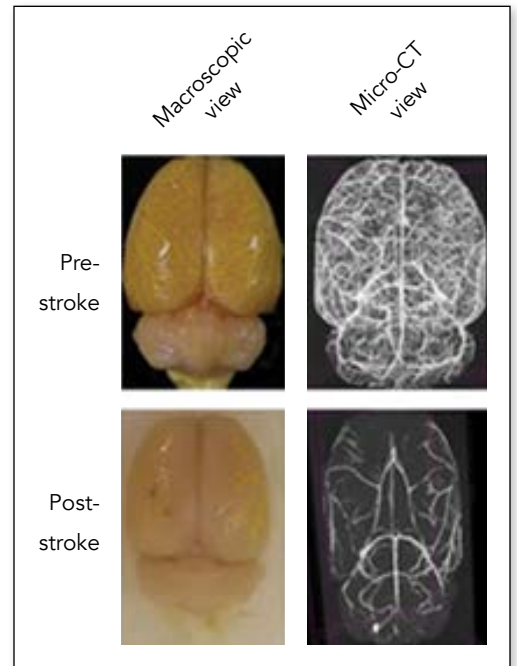 Macroscopic
view
Micro-CT
view
Pre-
stroke
Post-
stroke